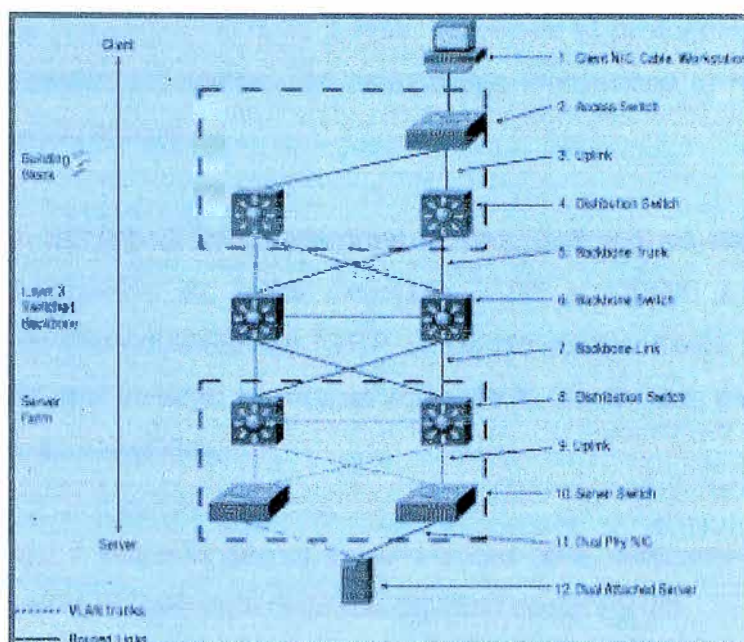 Client
1. Client NIC, Cable, Workstation
2. Access Switch
Building
Block
3. Uplink
4. Distribution Switch
5. Backbone Trunk
Layer 3
Switched
Backbone
6. Backbone Switch
7. Backbone Link
Server
Farm
8. Distribution Switch
9. Uplink
10. Server Switch
11. Dual Phy NIC
Server
12. Dual Attached Server
VLAN trunks
Routed Links